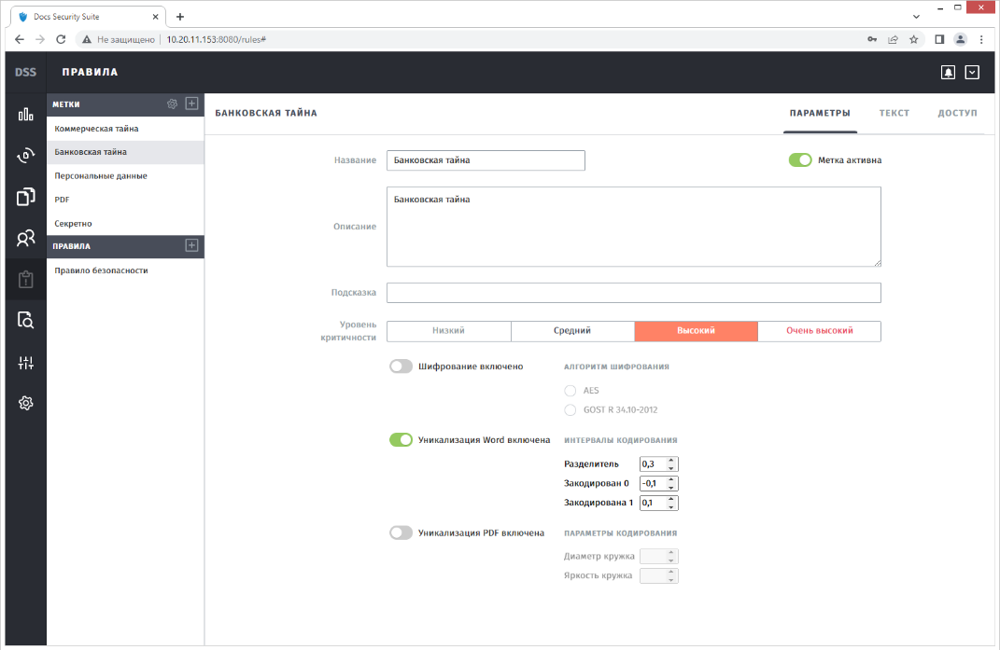 Docs Security Suite
Не защищено
10.20.11.153:8080/rules#
DSS
ПРАВИЛА
МЕТКИ
Коммерческая тайна
Банковская тайна
Персональные данные
PDF
Секретно
ПРАВИЛА
Правило безопасности
БАНКОВСКАЯ ТАЙНА
ПАРАМЕТРЫ
ТЕКСТ
ДОСТУП
Название
Банковская тайна
Метка активна
Описание
Банковская тайна
Подсказка
Уровень
критичности
Низкий
Средний
Высокий
Очень высокий
Шифрование включено
АЛГОРИТМ ШИФРОВАНИЯ
AES
GOST R 34.10-2012
Уникализация Word включена
ИНТЕРВАЛЫ КОДИРОВАНИЯ
Разделитель 0,3
Закодирован 0 -0,1
Закодирована 1 0,1
Уникализация PDF включена
ПАРАМЕТРЫ КОДИРОВАНИЯ
Диаметр кружка
Яркость кружка